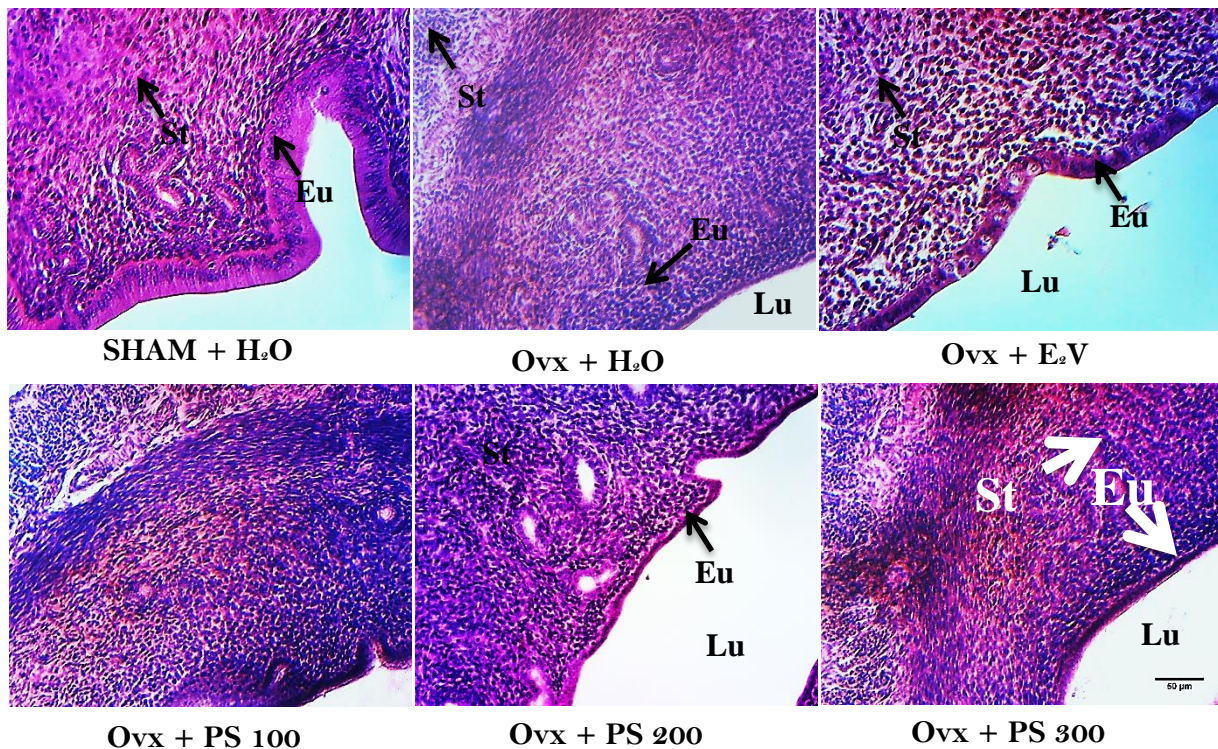 St
Eu
SHAM + H₂O
St
Eu
Lu
Ovx + H₂O
St
Eu
Lu
Ovx + E₂V
Ovx + PS 100
St
Eu
Lu
Ovx + PS 200
St
Eu
Lu
50 µm
Ovx + PS 300